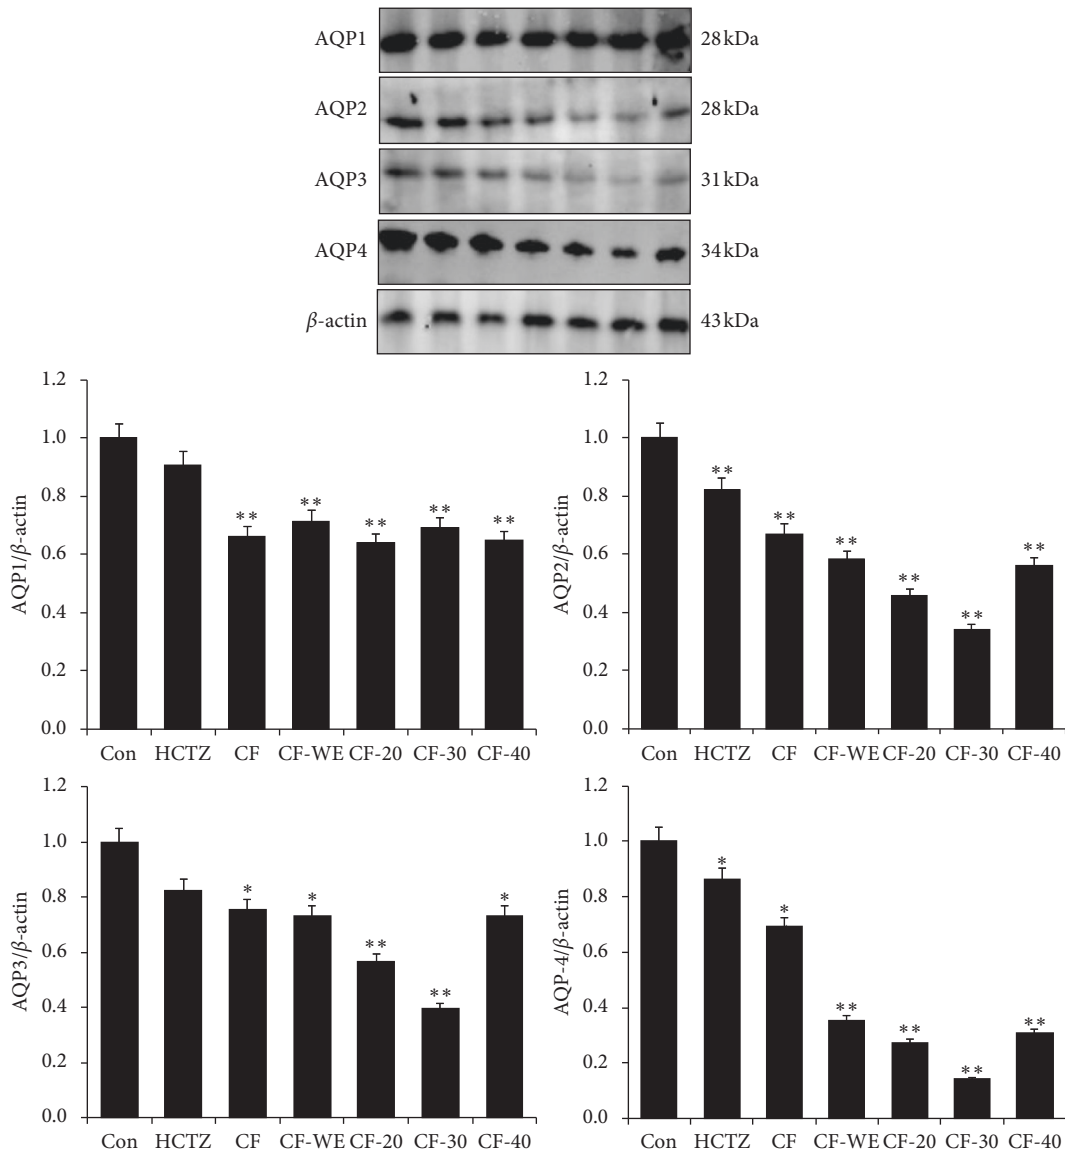 AQP1 28 kDa
AQP2 28 kDa
AQP3 31 kDa
AQP4 34 kDa
β-actin 43 kDa
AQP1/β-actin
1.2
1.0
0.8
0.6
0.4
0.2
0.0
** ** ** ** **
Con HCTZ CF CF-WE CF-20 CF-30 CF-40
AQP2/β-actin
1.2
1.0
0.8
0.6
0.4
0.2
0.0
** ** ** ** ** **
Con HCTZ CF CF-WE CF-20 CF-30 CF-40
AQP3/β-actin
1.2
1.0
0.8
0.6
0.4
0.2
0.0
* * ** ** *
Con HCTZ CF CF-WE CF-20 CF-30 CF-40
AQP-4/β-actin
1.2
1.0
0.8
0.6
0.4
0.2
0.0
* * ** ** ** **
Con HCTZ CF CF-WE CF-20 CF-30 CF-40